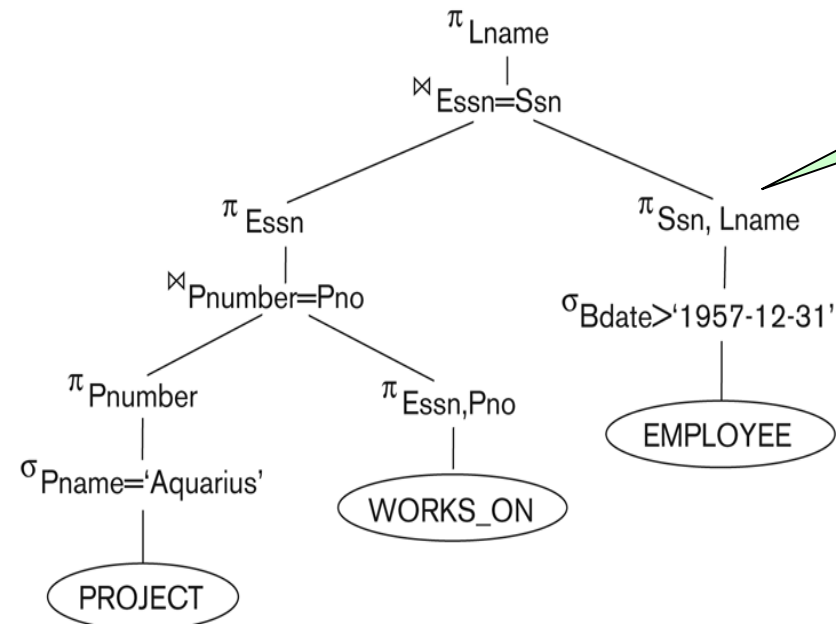 π Lname
⋈ Essn=Ssn
π Essn
π Ssn, Lname
⋈ Pnumber=Pno
σ Bdate>‘1957-12-31’
π Pnumber
π Essn,Pno
EMPLOYEE
σ Pname=‘Aquarius’
WORKS_ON
PROJECT